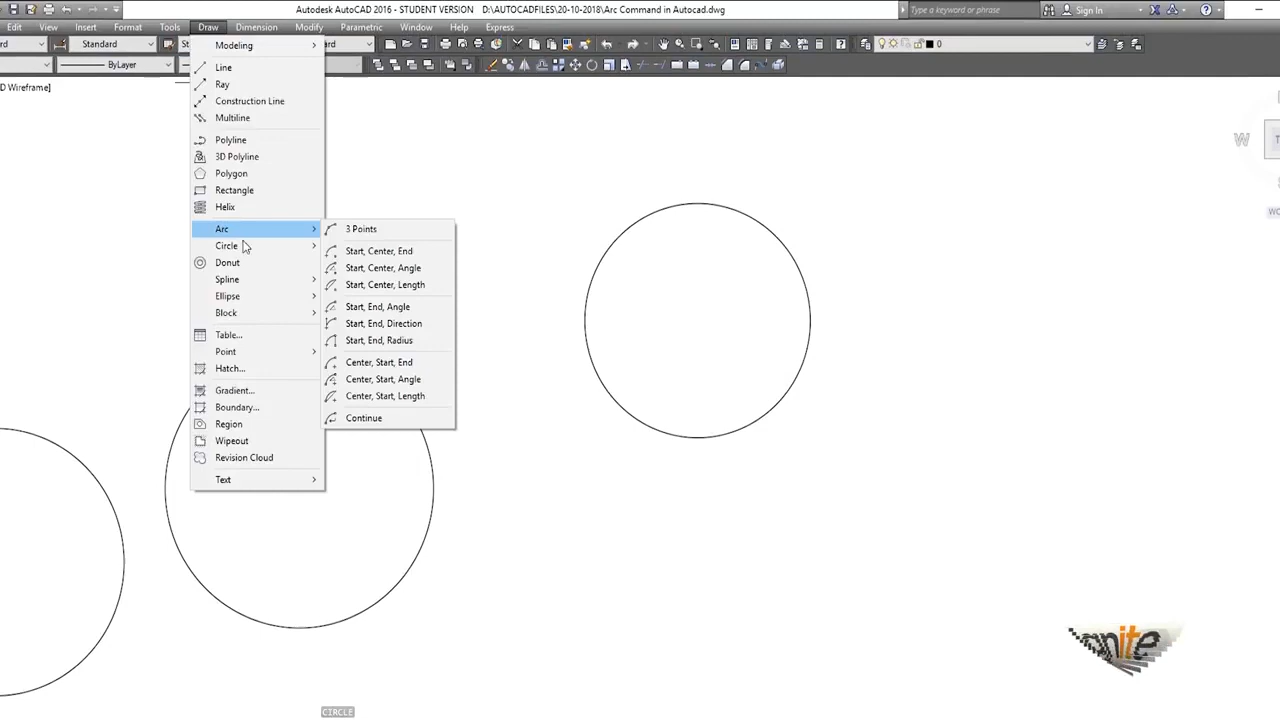 Autodesk AutoCAD 2016 - STUDENT VERSION D:\AUTOCADFILES\20-10-2018\Arc Command in Autocad.dwg
Type a keyword or phrase
Sign In
Edit View Insert Format Tools Draw Dimension Modify Parametric Window Help Express
Standard
0
ByLayer
D Wireframe]
Modeling
Line
Ray
Construction Line
Multiline
Polyline
3D Polyline
Polygon
Rectangle
Helix
Arc
Circle
Donut
Spline
Ellipse
Block
Table...
Point
Hatch...
Gradient...
Boundary...
Region
Wipeout
Revision Cloud
Text
3 Points
Start, Center, End
Start, Center, Angle
Start, Center, Length
Start, End, Angle
Start, End, Direction
Start, End, Radius
Center, Start, End
Center, Start, Angle
Center, Start, Length
Continue
W
CIRCLE